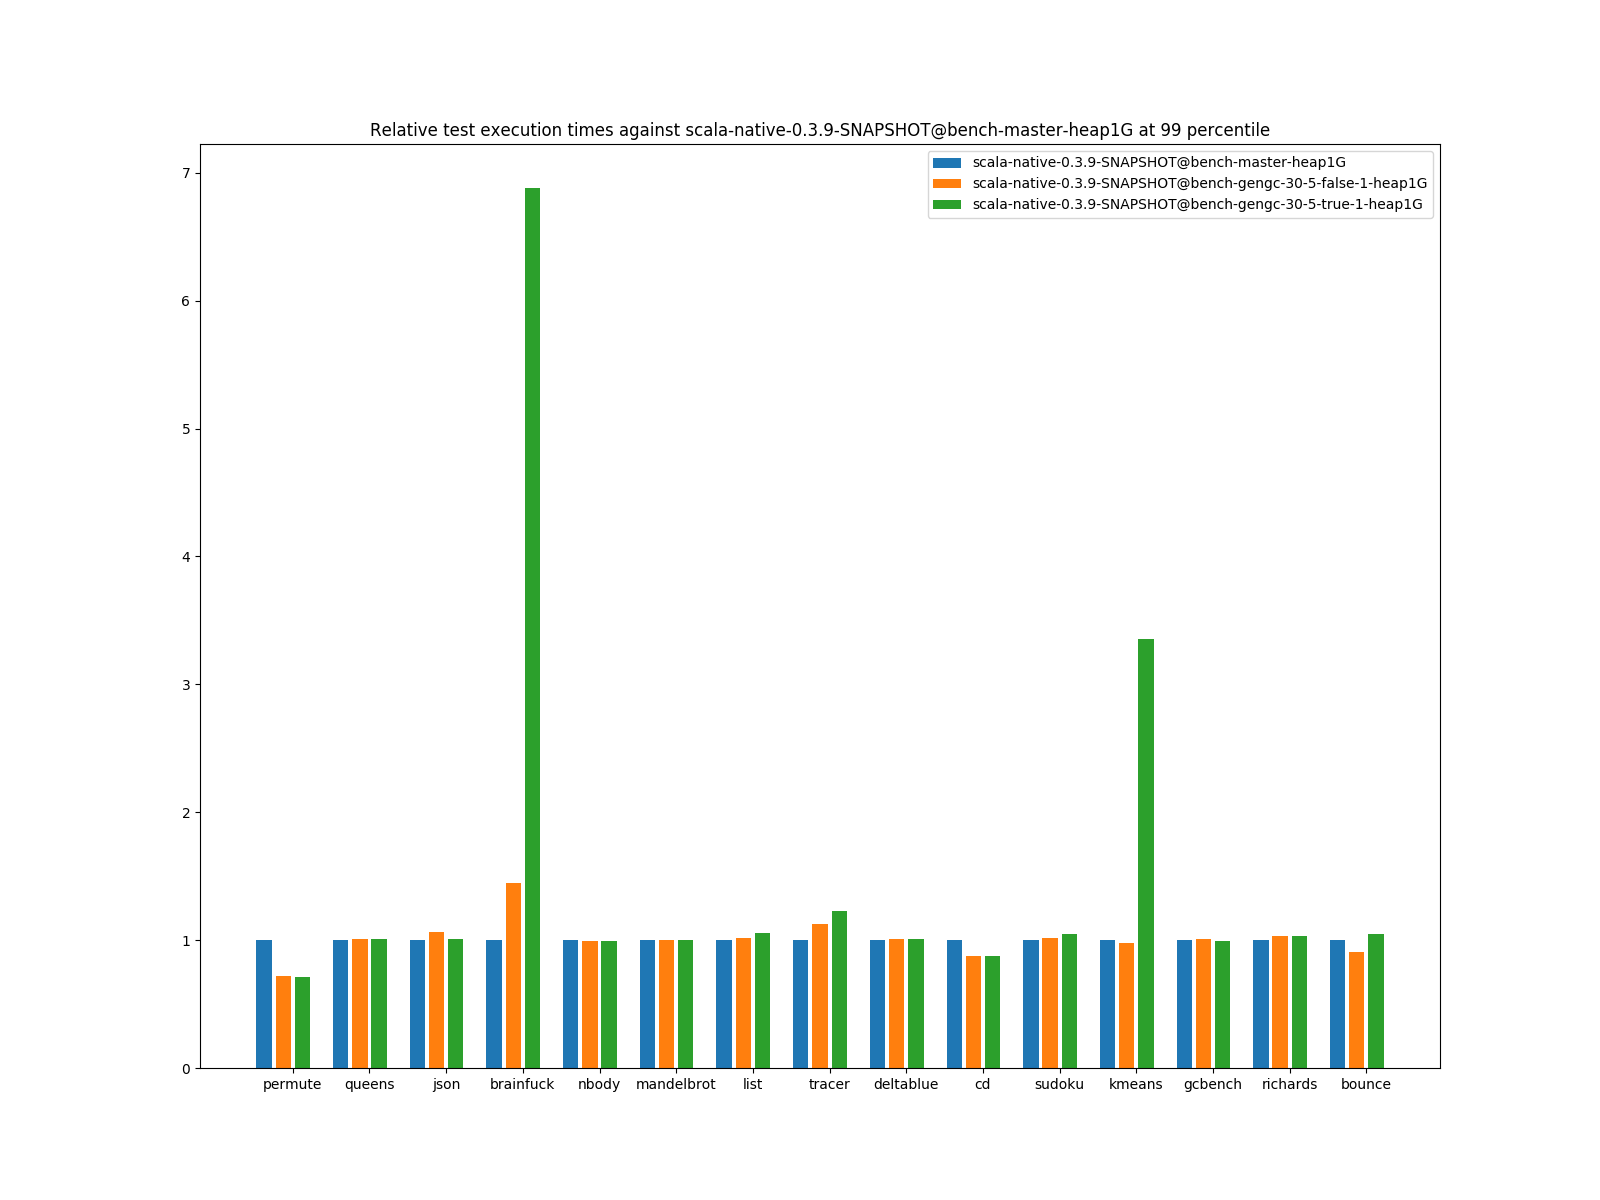 Relative test execution times against scala-native-0.3.9-SNAPSHOT@bench-master-heap1G at 99 percentile
scala-native-0.3.9-SNAPSHOT@bench-master-heap1G
scala-native-0.3.9-SNAPSHOT@bench-gengc-30-5-false-1-heap1G
scala-native-0.3.9-SNAPSHOT@bench-gengc-30-5-true-1-heap1G
7
6
5
4
3
2
1
0
permute queens json brainfuck nbody mandelbrot list tracer deltablue cd sudoku kmeans gcbench richards bounce